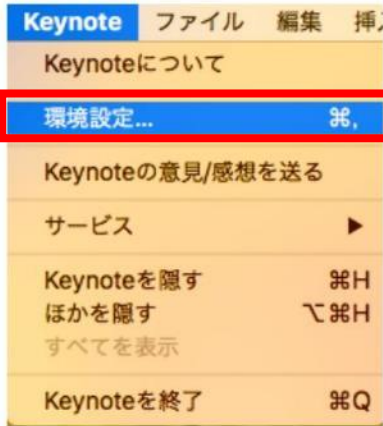 Keynote ファイル 編集 挿
Keynoteについて
環境設定... ⌘,
Keynoteの意見/感想を送る
サービス ▶
Keynoteを隠す ⌘H
ほかを隠す ⌥⌘H
すべてを表示
Keynoteを終了 ⌘Q